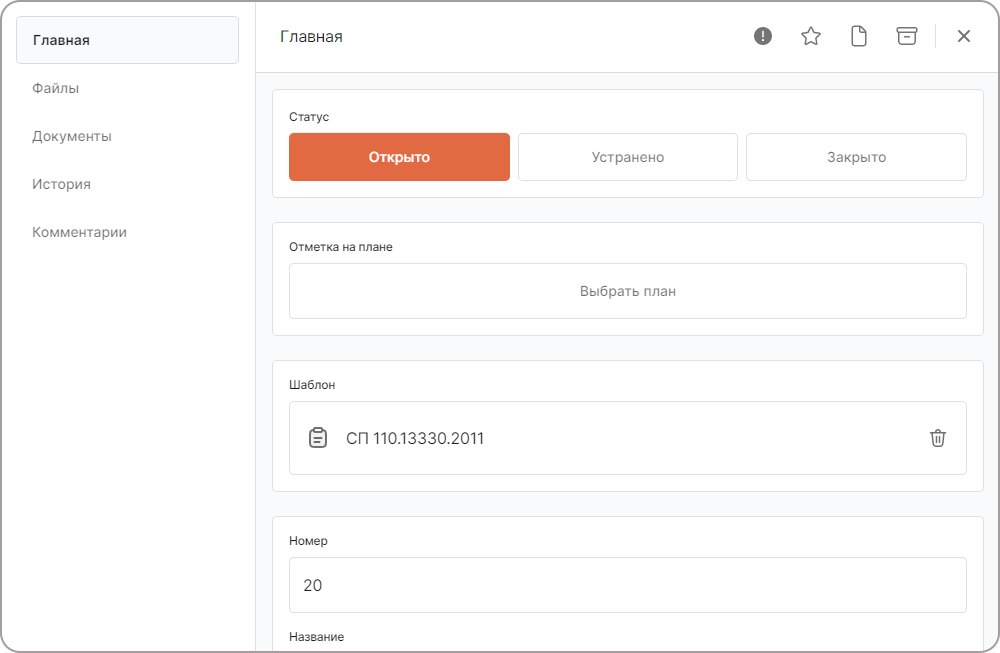 Главная
Файлы
Документы
История
Комментарии
Главная
Статус
Открыто
Устранено
Закрыто
Отметка на плане
Выбрать план
Шаблон
СП 110.13330.2011
Номер
20
Название